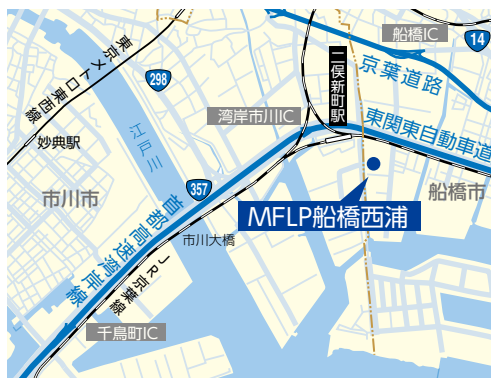 船橋IC
14
京葉道路
東京メトロ東西線
298
二俣新町駅
湾岸市川IC
東関東自動車道
妙典駅
江戸川
357
市川市
船橋市
MFLP船橋西浦
首都高速湾岸線
市川大橋
JR京葉線
千鳥町IC